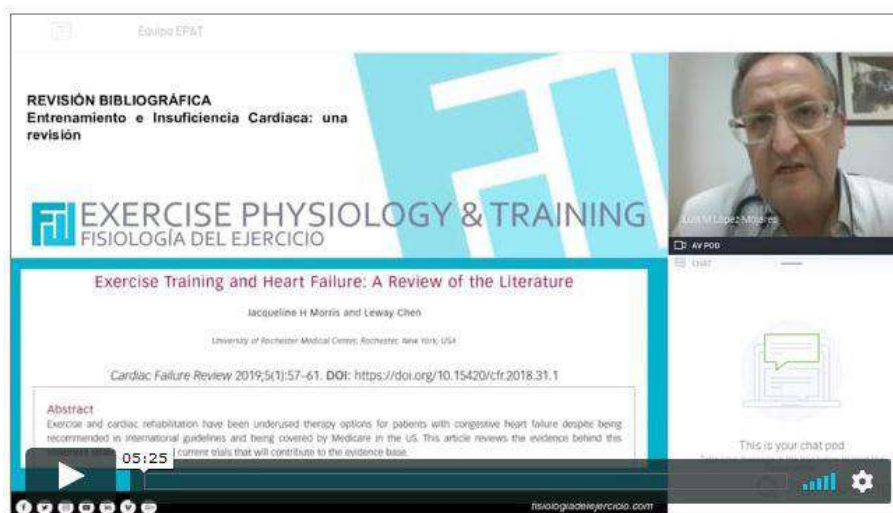 Equipo EPAT
REVISIÓN BIBLIOGRÁFICA
Entrenamiento e Insuficiencia Cardiaca: una
revisión
EXERCISE PHYSIOLOGY & TRAINING
FISIOLOGÍA DEL EJERCICIO
Luis M López-Mojares
AV POD
CHAT
Exercise Training and Heart Failure: A Review of the Literature
Jacqueline H Morris and Leway Chen
University of Rochester Medical Center, Rochester, New York, USA
Cardiac Failure Review 2019;5(1):57–61. DOI: https://doi.org/10.15420/cfr.2018.31.1
Abstract
Exercise and cardiac rehabilitation have been underused therapy options for patients with congestive heart failure despite being
recommended in international guidelines and being covered by Medicare in the US. This article reviews the evidence behind this
current trials that will contribute to the evidence base.
This is your chat pod
05:25
fisiologiadelejercicio.com